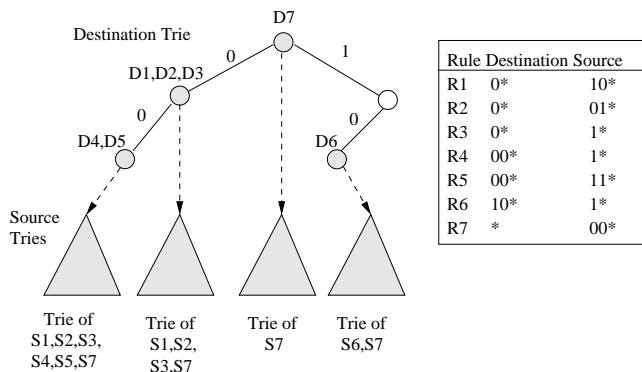 D7
Destination Trie
0
1
D1,D2,D3
0
0
D4,D5
D6
Source
Tries
Trie of
S1,S2,S3,
S4,S5,S7
Trie of
S1,S2,
S3,S7
Trie of
S7
Trie of
S6,S7
Rule Destination Source
R1 0* 10*
R2 0* 01*
R3 0* 1*
R4 00* 1*
R5 00* 11*
R6 10* 1*
R7 * 00*